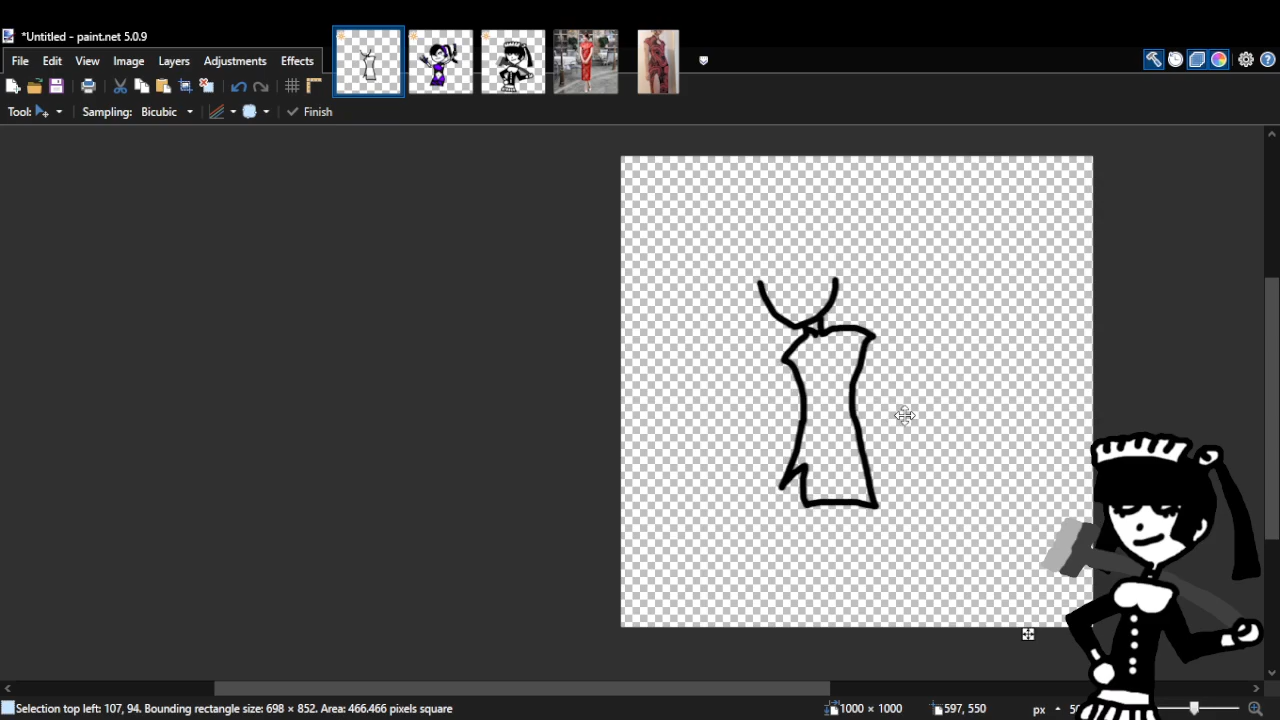 *Untitled - paint.net 5.0.9
File Edit View Image Layers Adjustments Effects
Tool: Sampling: Bicubic Finish
Selection top left: 107, 94. Bounding rectangle size: 698 × 852. Area: 466.466 pixels square 1000 × 1000 597, 550 px